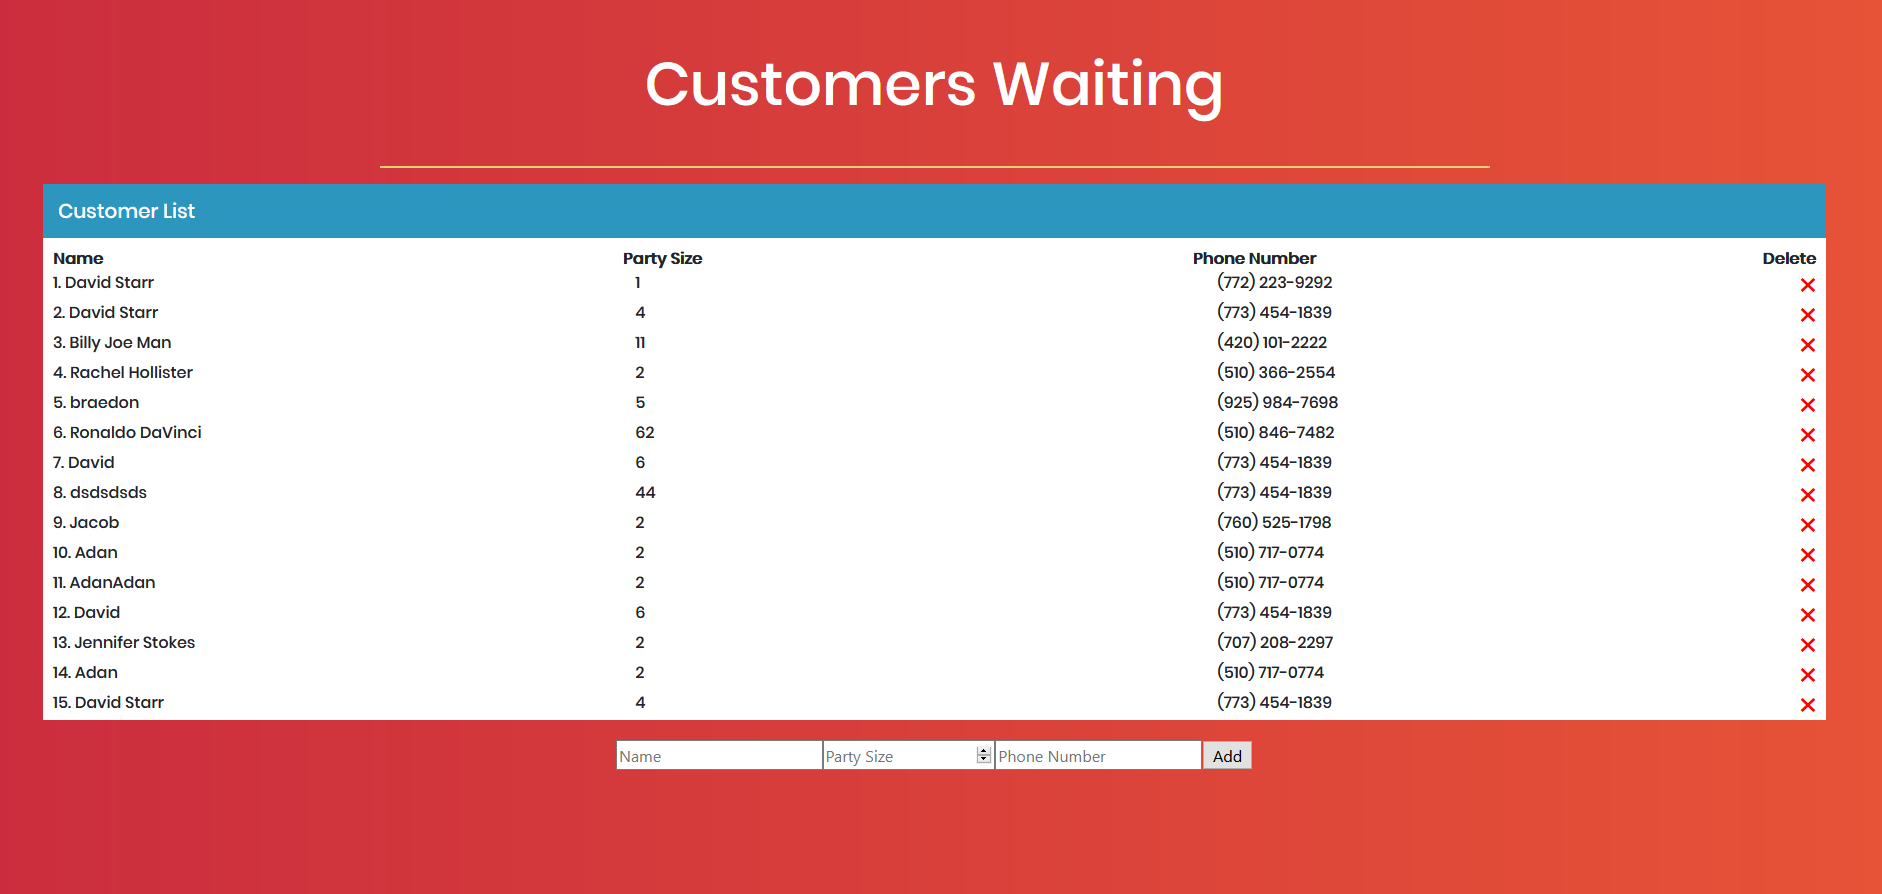 Customers Waiting
Customer List
Name Party Size Phone Number Delete
1. David Starr 1 (772) 223-9292
2. David Starr 4 (773) 454-1839
3. Billy Joe Man 11 (420) 101-2222
4. Rachel Hollister 2 (510) 366-2554
5. braedon 5 (925) 984-7698
6. Ronaldo DaVinci 62 (510) 846-7482
7. David 6 (773) 454-1839
8. dsdsdsds 44 (773) 454-1839
9. Jacob 2 (760) 525-1798
10. Adan 2 (510) 717-0774
11. AdanAdan 2 (510) 717-0774
12. David 6 (773) 454-1839
13. Jennifer Stokes 2 (707) 208-2297
14. Adan 2 (510) 717-0774
15. David Starr 4 (773) 454-1839
Name Party Size Phone Number Add